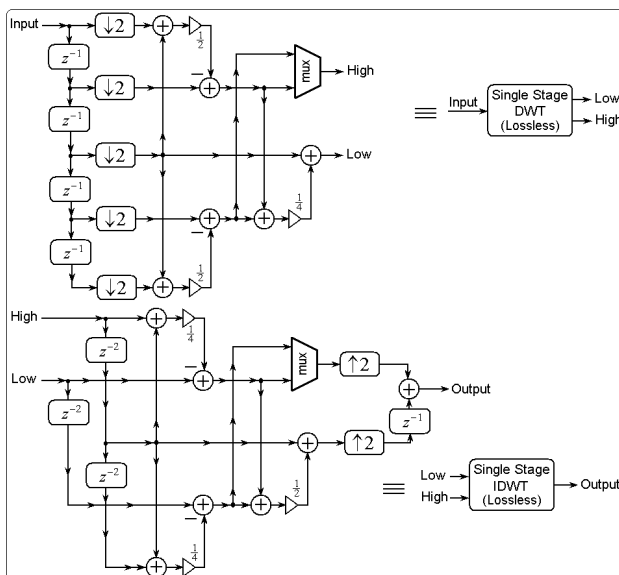 Input ↓2 1/2
z⁻¹
− mux High
↓2
z⁻¹
↓2 Low
z⁻¹
1/4
↓2
−
z⁻¹
↓2 1/2
≡ Input Single Stage Low
DWT
(Lossless) High
High 1/4
z⁻²
mux ↑2
−
Low Output
z⁻² z⁻¹
↑2
z⁻²
1/2
−
1/4
≡ Low Single Stage
IDWT Output
High (Lossless)